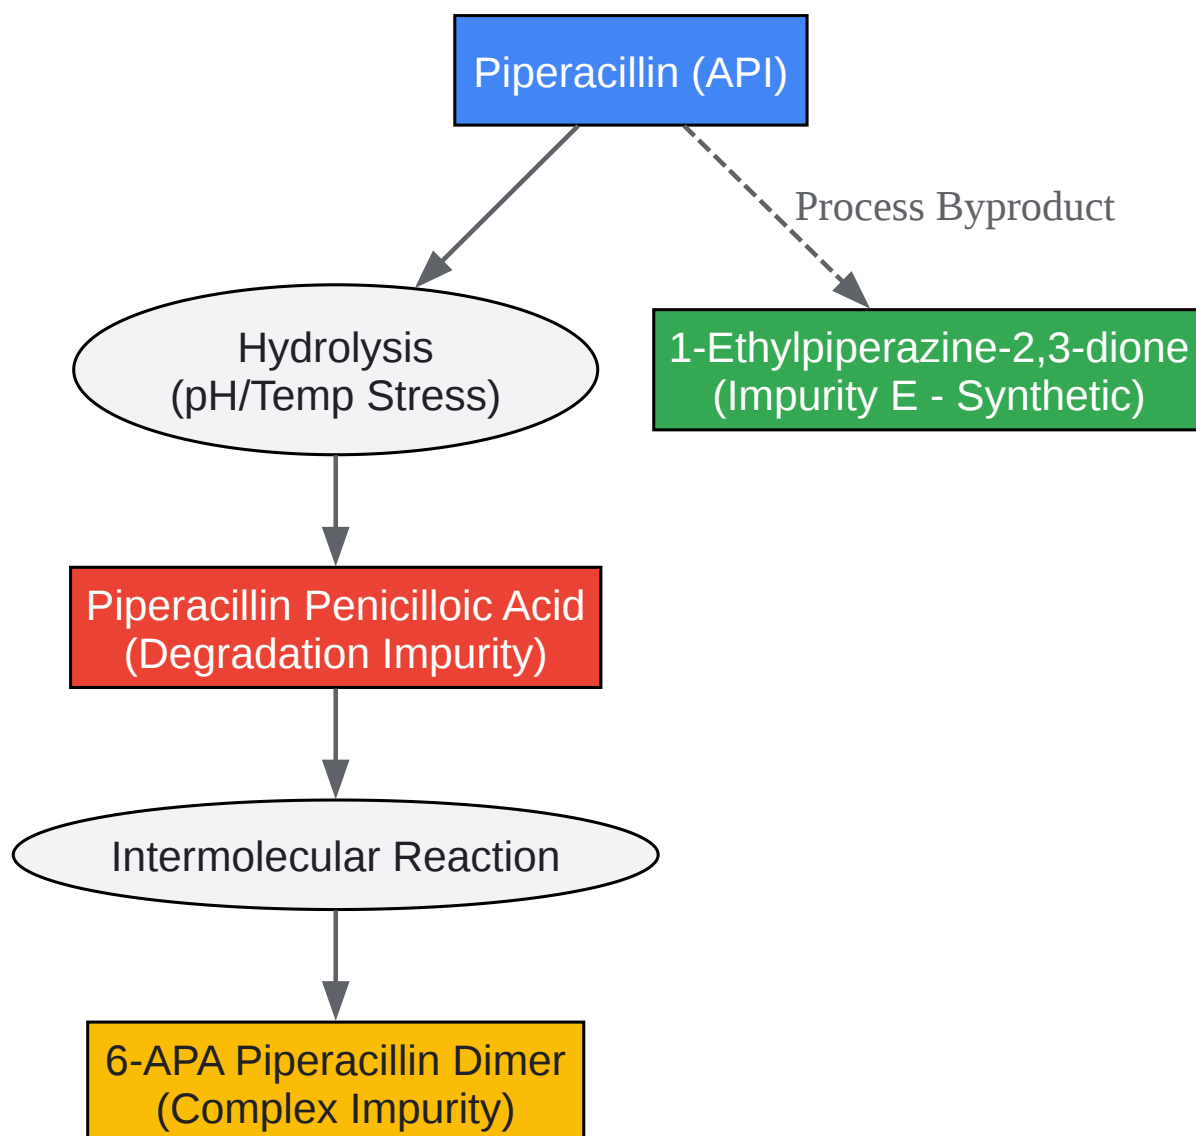 Piperacillin (API)
Process Byproduct
Hydrolysis
(pH/Temp Stress)
1-Ethylpiperazine-2,3-dione
(Impurity E - Synthetic)
Piperacillin Penicilloic Acid
(Degradation Impurity)
Intermolecular Reaction
6-APA Piperacillin Dimer
(Complex Impurity)